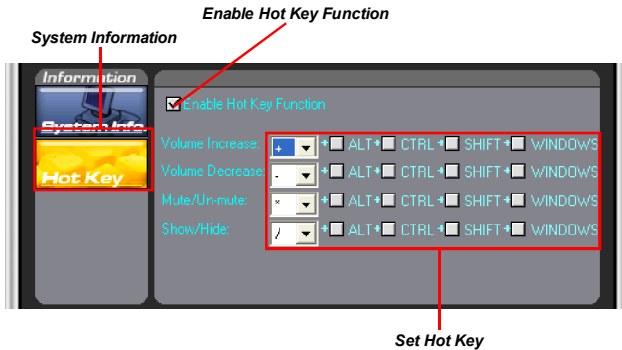 Enable Hot Key Function
System Information
Information
System Info
Hot Key
Enable Hot Key Function
Volume Increase: + + ALT + CTRL + SHIFT + WINDOWS
Volume Decrease: - + ALT + CTRL + SHIFT + WINDOWS
Mute/Un-mute: * + ALT + CTRL + SHIFT + WINDOWS
Show/Hide: / + ALT + CTRL + SHIFT + WINDOWS
Set Hot Key